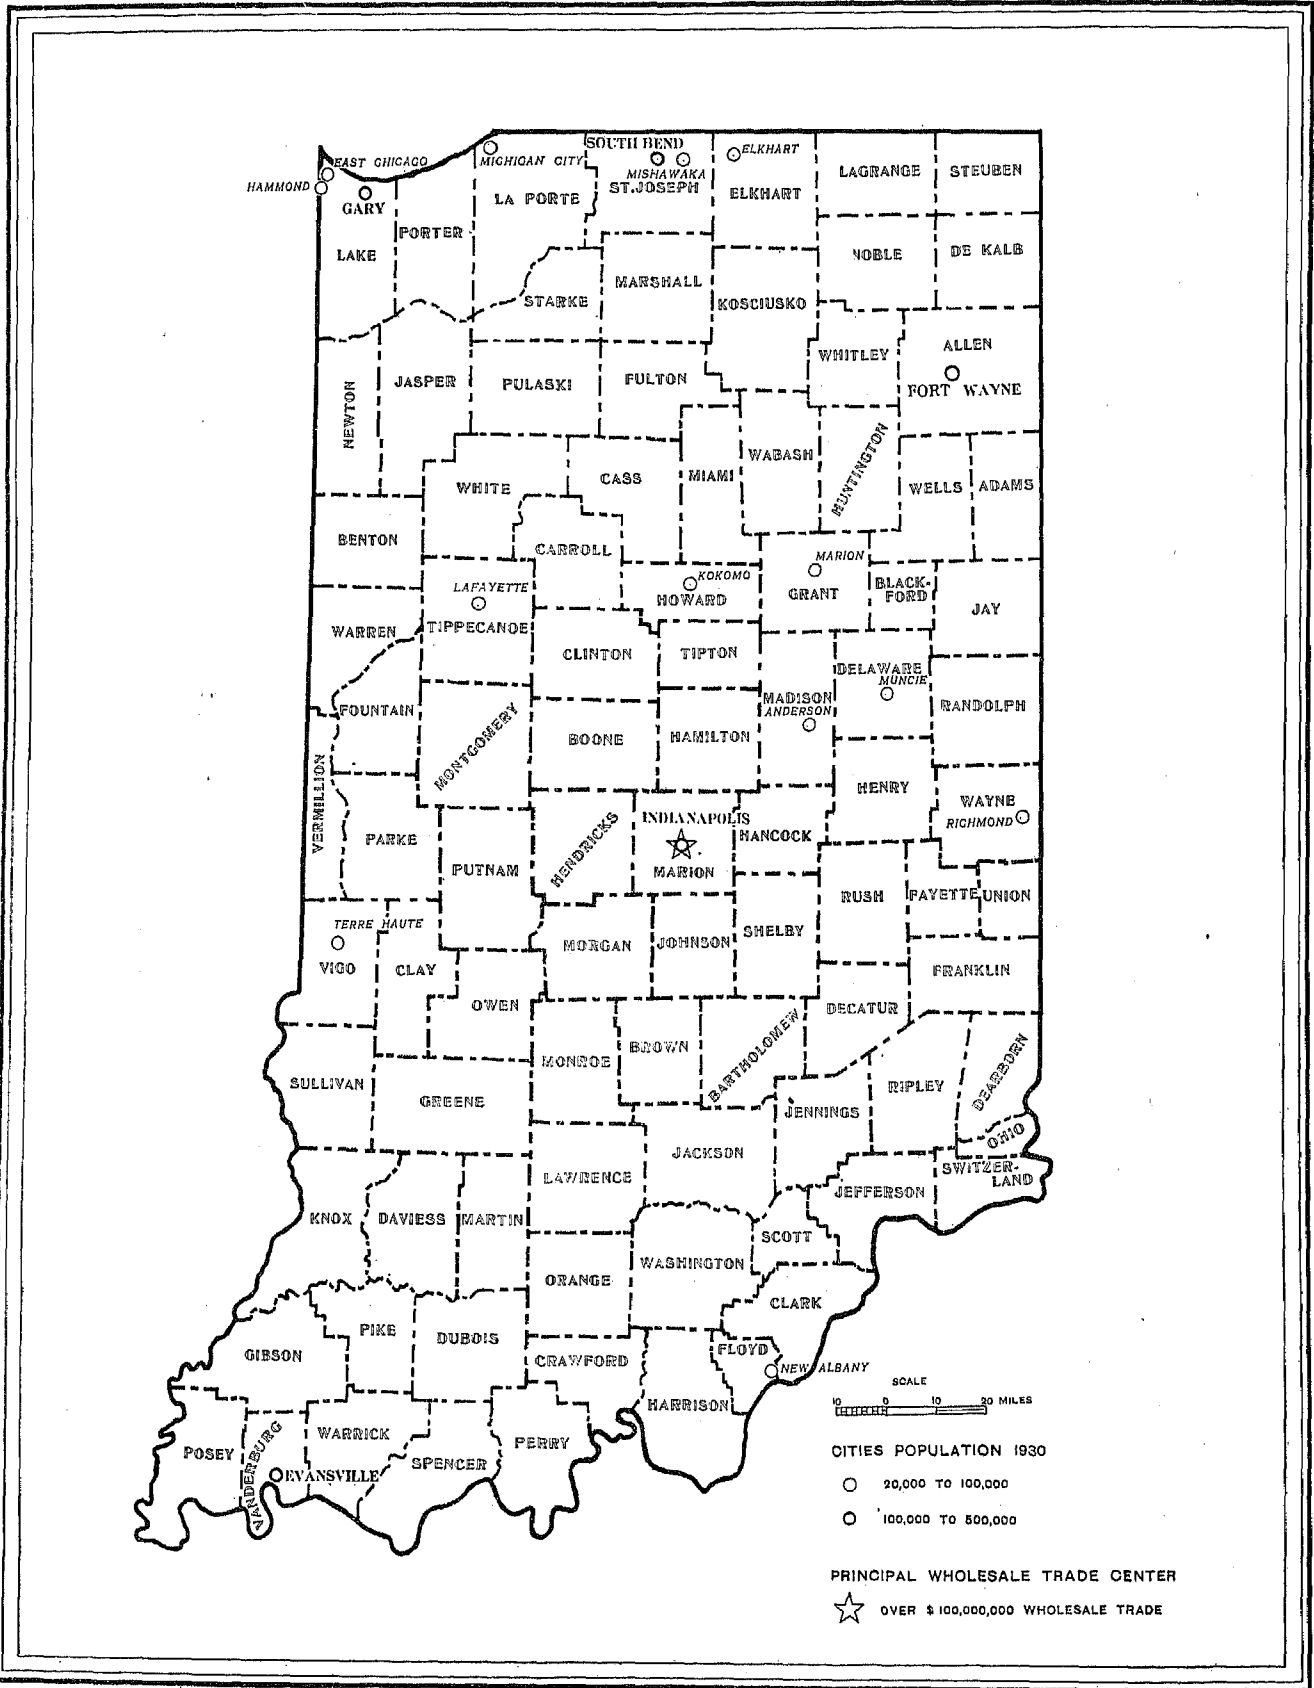 SOUTH BEND
EAST CHICAGO
MICHIGAN CITY
ELKHART
HAMMOND
MISHAWAKA
ST. JOSEPH
LAGRANGE
STEUBEN
GARY
LA PORTE
ELKHART
PORTER
LAKE
NOBLE
DE KALB
STARKE
MARSHALL
KOSCIUSKO
WHITLEY
ALLEN
FORT WAYNE
NEWTON
JASPER
PULASKI
FULTON
WHITE
CASS
MIAMI
WABASH
HUNTINGTON
WELLS
ADAMS
BENTON
CARROLL
LAFAYETTE
KOKOMO
HOWARD
MARION
GRANT
BLACK-
FORD
JAY
WARREN
TIPPECANOE
CLINTON
TIPTON
DELAWARE
MUNCIE
MADISON
ANDERSON
RANDOLPH
FOUNTAIN
MONTGOMERY
BOONE
HAMILTON
VERMILLION
HENRY
WAYNE
RICHMOND
PARKE
PUTNAM
HENDRICKS
INDIANAPOLIS
MARION
HANCOCK
RUSH
FAYETTE
UNION
TERRE HAUTE
VIGO
CLAY
MORGAN
JOHNSON
SHELBY
FRANKLIN
OWEN
DECATUR
SULLIVAN
GREENE
MONROE
BROWN
BARTHOLOMEW
JENNINGS
RIPLEY
DEARBORN
OHIO
SWITZER-
LAND
JACKSON
LAWRENCE
JEFFERSON
KNOX
DAVIESS
MARTIN
SCOTT
WASHINGTON
ORANGE
CLARK
PIKE
DUBOIS
GIBSON
CRAWFORD
FLOYD
NEW ALBANY
HARRISON
POSEY
VANDERBURG
WARRICK
EVANSVILLE
SPENCER
PERRY
SCALE
10 0 10 20 MILES
CITIES POPULATION 1930
20,000 TO 100,000
100,000 TO 500,000
PRINCIPAL WHOLESALE TRADE CENTER
OVER $100,000,000 WHOLESALE TRADE